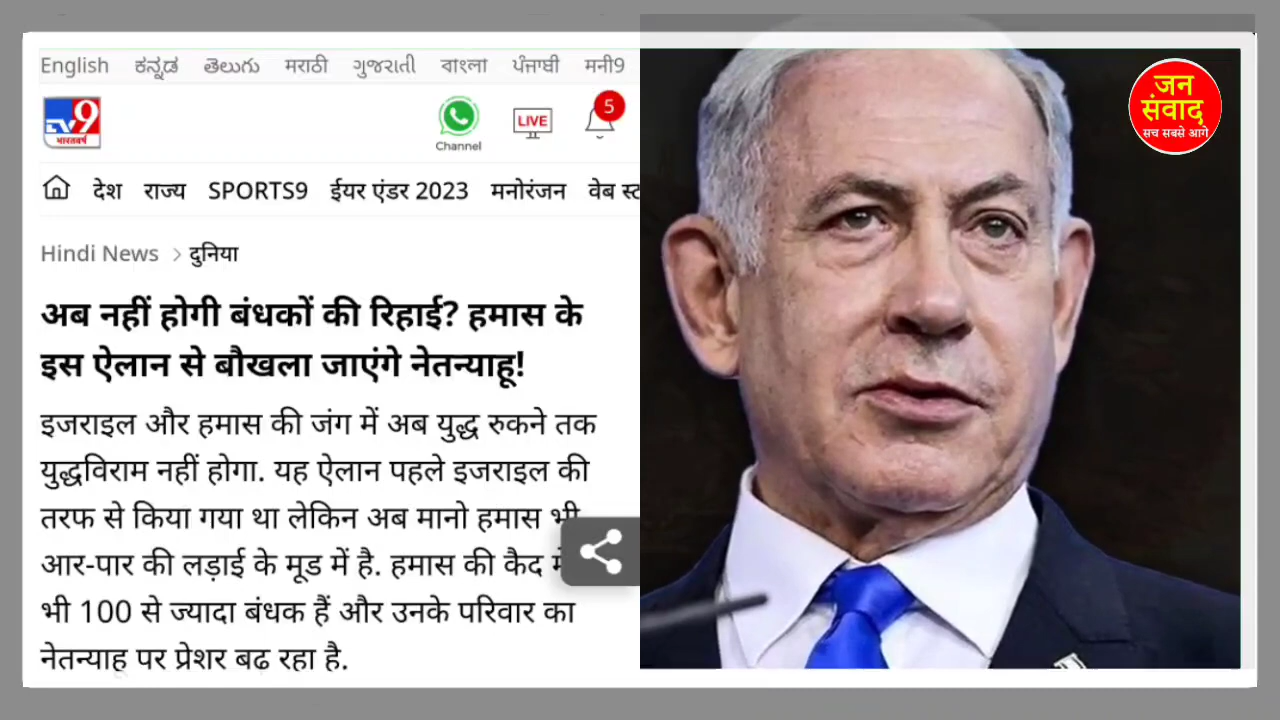 English ಕನ್ನಡ తెలుగు मराठी ગુજરાતી বাংলা ਪੰਜਾਬੀ मनी9
TV9
भारतवर्ष
Channel
LIVE
5
देश राज्य SPORTS9 ईयर एंडर 2023 मनोरंजन वेब
Hindi News > दुनिया
अब नहीं होगी बंधकों की रिहाई? हमास के
इस ऐलान से बौखला जाएंगे नेतन्याहू!
इजराइल और हमास की जंग में अब युद्ध रुकने तक
युद्धविराम नहीं होगा. यह ऐलान पहले इजराइल की
तरफ से किया गया था लेकिन अब मानो हमास भी
आर-पार की लड़ाई के मूड में है. हमास की कैद
भी 100 से ज्यादा बंधक हैं और उनके परिवार का
नेतन्याहू पर प्रेशर बढ़ रहा है.
जन
संवाद
सच सबसे आगे